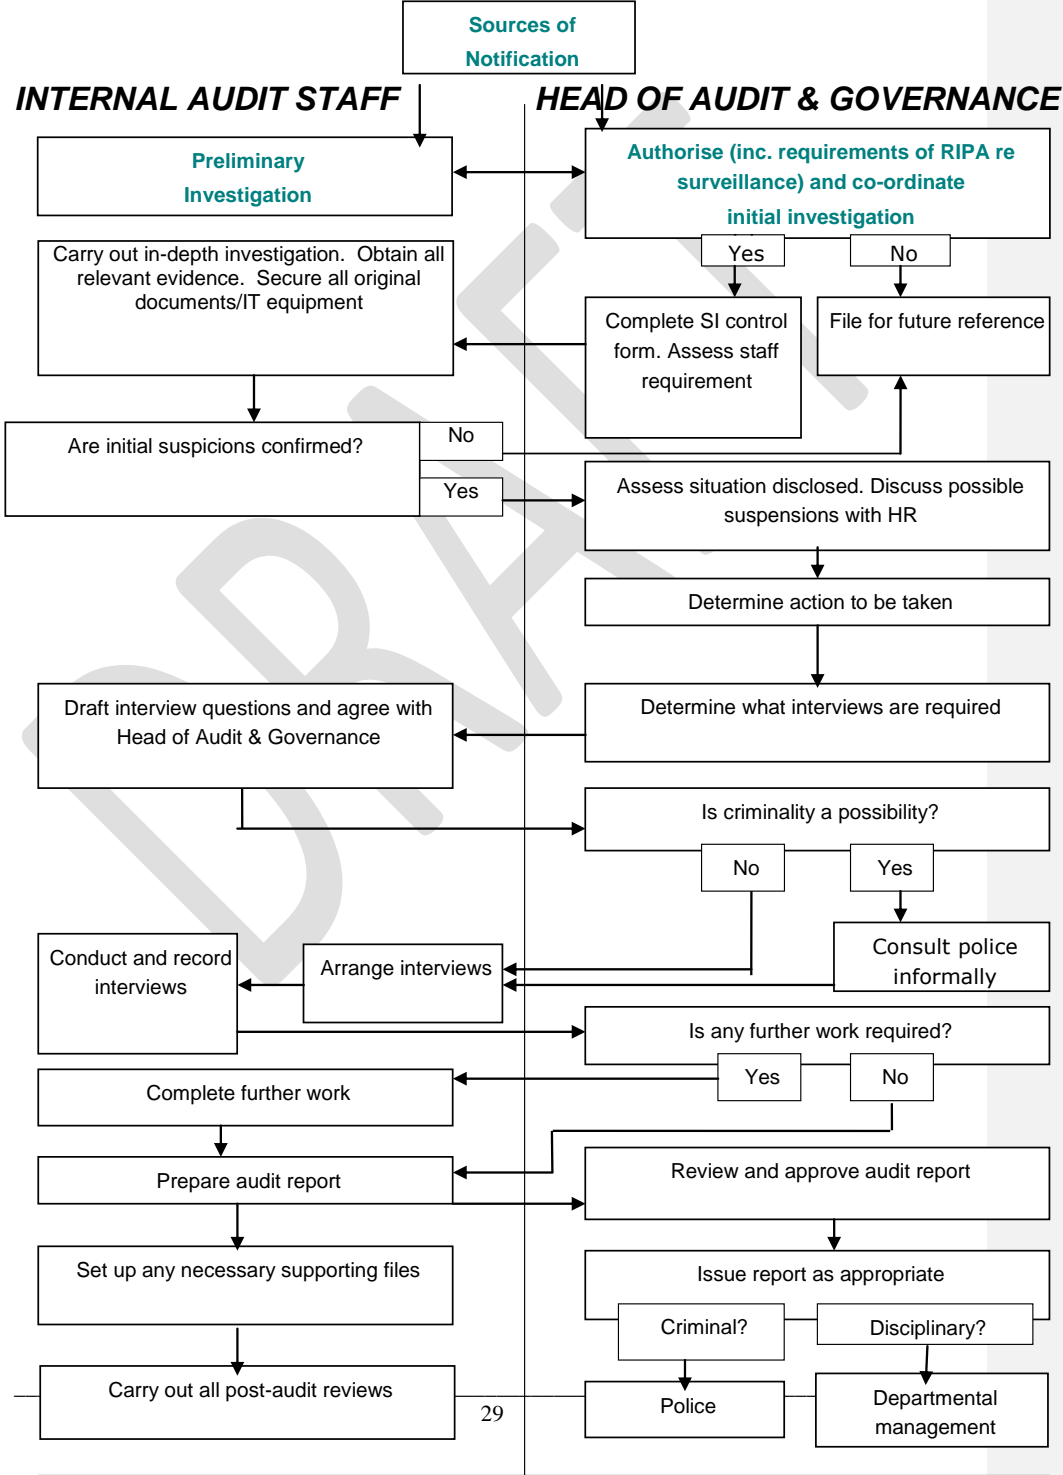 Sources of
Notification
INTERNAL AUDIT STAFF
HEAD OF AUDIT & GOVERNANCE
Preliminary
Investigation
Authorise (inc. requirements of RIPA re
surveillance) and co-ordinate
initial investigation
Yes
No
Carry out in-depth investigation.  Obtain all
relevant evidence.  Secure all original
documents/IT equipment
Complete SI control
form. Assess staff
requirement
File for future reference
Are initial suspicions confirmed?
No
Yes
Assess situation disclosed. Discuss possible
suspensions with HR
Determine action to be taken
Draft interview questions and agree with
Head of Audit & Governance
Determine what interviews are required
Is criminality a possibility?
No
Yes
Conduct and record
interviews
Arrange interviews
Consult police
informally
Is any further work required?
Yes
No
Complete further work
Prepare audit report
Review and approve audit report
Set up any necessary supporting files
Issue report as appropriate
Criminal?
Disciplinary?
Carry out all post-audit reviews
Police
Departmental
management
29
DRAFT